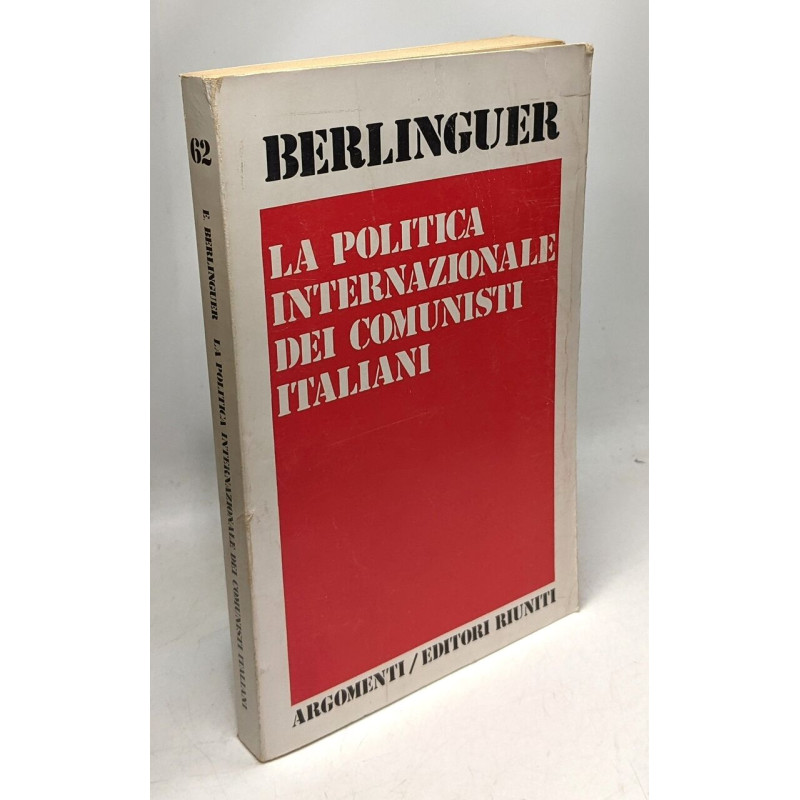 BERLINGUER
LA POLITICA
INTERNAZIONALE
DEI COMUNISTI
ITALIANI
ARGOMENTI/EDITORI RIUNITI
62
E. BERLINGUER LA POLITICA INTERNAZIONALE DEI COMUNISTI ITALIANI